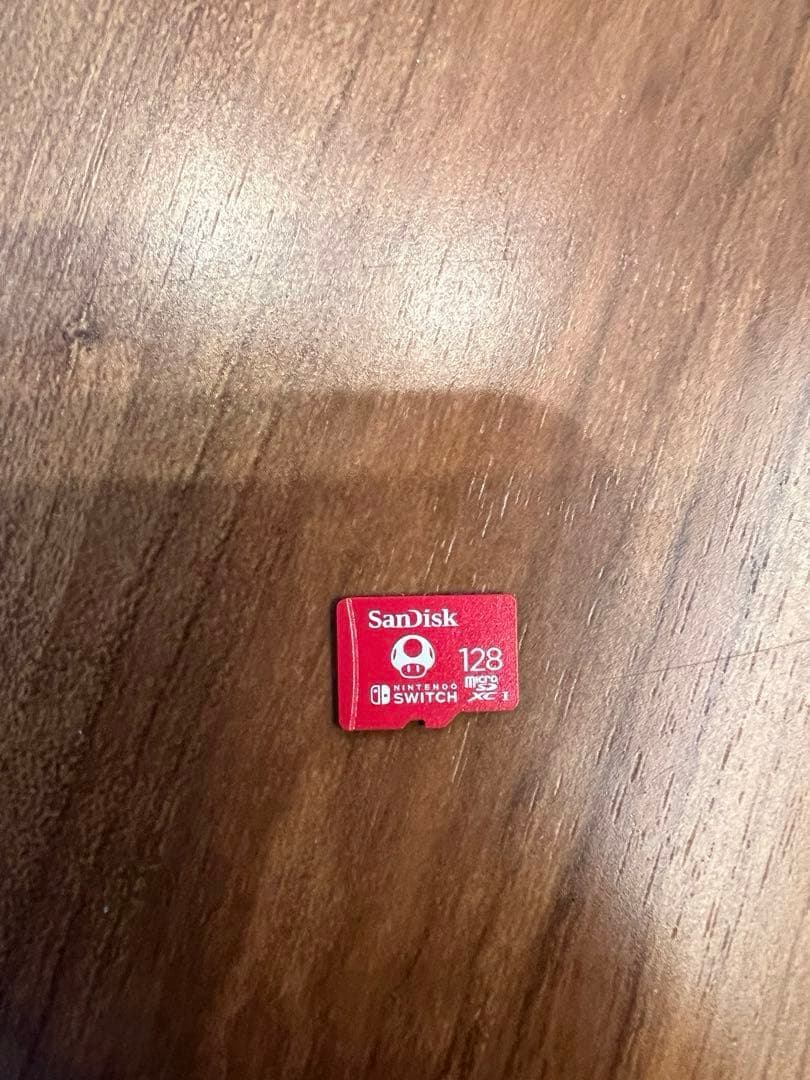 SanDisk
128
NINTENDO
SWITCH
micro
SD
XC I